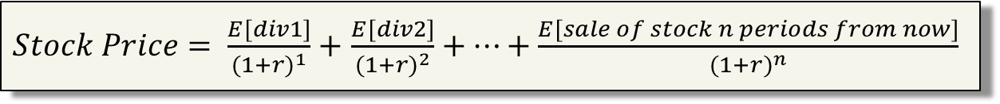 Stock Price = E[div1]/(1+r)^1 + E[div2]/(1+r)^2 + ⋯ + E[sale of stock n periods from now]/(1+r)^n